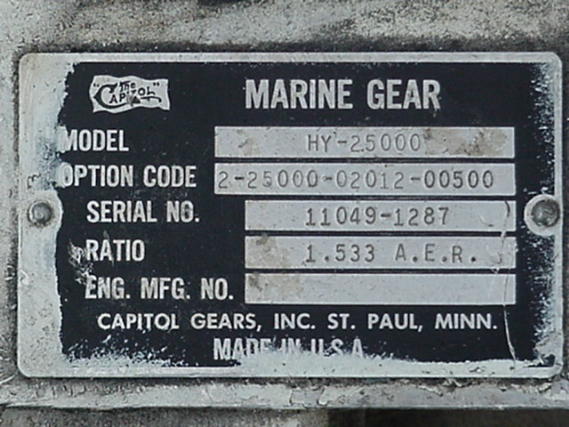 "The CAPITOL"
MARINE GEAR
MODEL HY-25000
OPTION CODE 2-25000-02012-00500
SERIAL NO. 11049-1287
RATIO 1.533 A.E.R.
ENG. MFG. NO.
CAPITOL GEARS, INC. ST. PAUL, MINN.
MADE IN U.S.A.